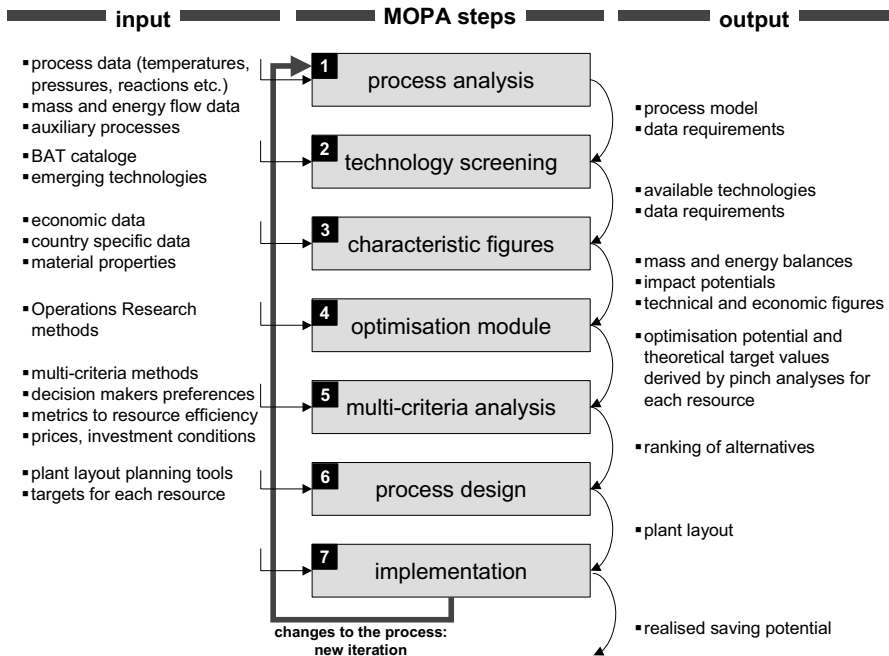 input
MOPA steps
output
▪process data (temperatures,
pressures, reactions etc.)
▪mass and energy flow data
▪auxiliary processes
1
process analysis
▪process model
▪data requirements
▪BAT cataloge
▪emerging technologies
2
technology screening
▪available technologies
▪data requirements
▪economic data
▪country specific data
▪material properties
3
characteristic figures
▪mass and energy balances
▪impact potentials
▪technical and economic figures
▪Operations Research
methods
4
optimisation module
▪optimisation potential and
theoretical target values
derived by pinch analyses for
each resource
▪multi-criteria methods
▪decision makers preferences
▪metrics to resource efficiency
▪prices, investment conditions
5
multi-criteria analysis
▪ranking of alternatives
▪plant layout planning tools
▪targets for each resource
6
process design
▪plant layout
7
implementation
▪realised saving potential
changes to the process:
new iteration